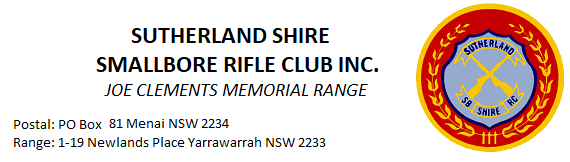 SUTHERLAND SHIRE
SMALLBORE RIFLE CLUB INC.
JOE CLEMENTS MEMORIAL RANGE
Postal: PO Box 81 Menai NSW 2234
Range: 1-19 Newlands Place Yarrawarrah NSW 2233
SUTHERLAND
SB SHIRE RC